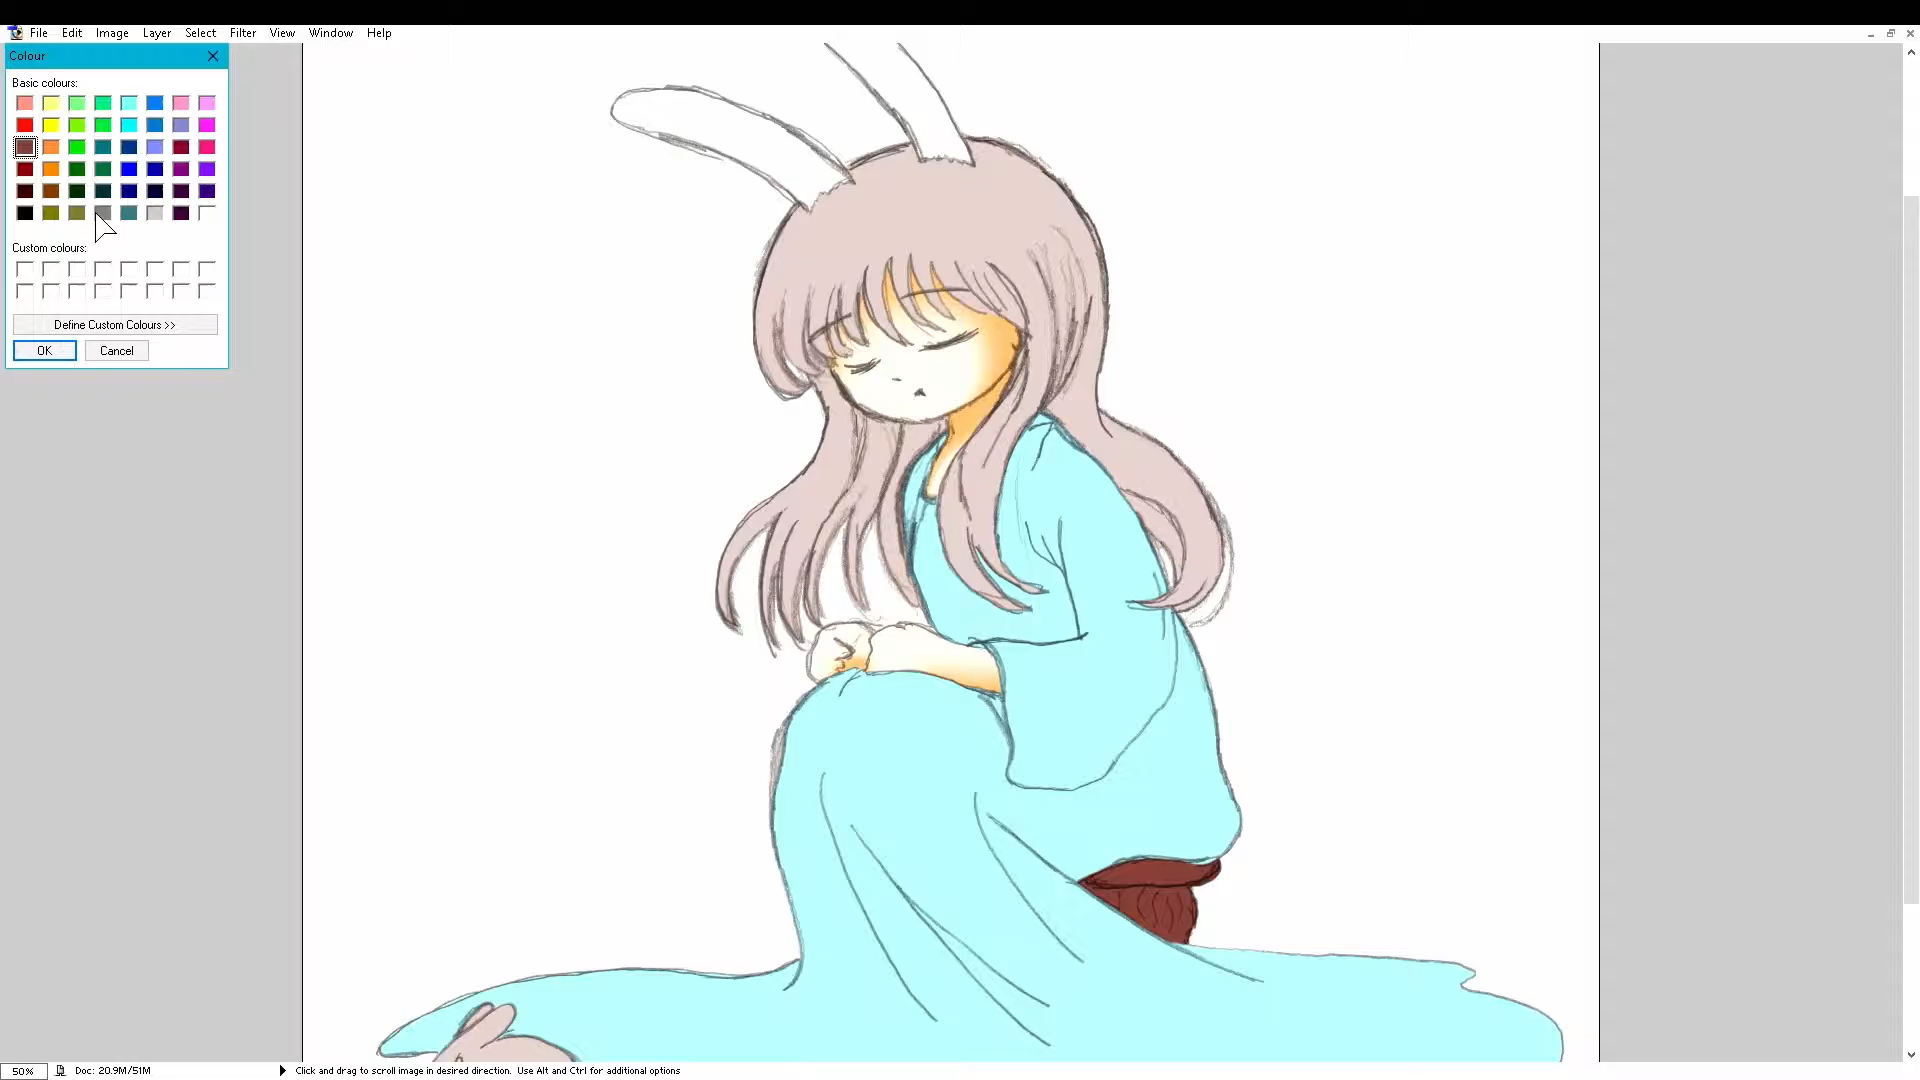 File Edit Image Layer Select Filter View Window Help
Colour
Basic colours:
Custom colours:
Define Custom Colours >>
OK Cancel
50% Doc: 20.9M/51M Click and drag to scroll image in desired direction. Use Alt and Ctrl for additional options